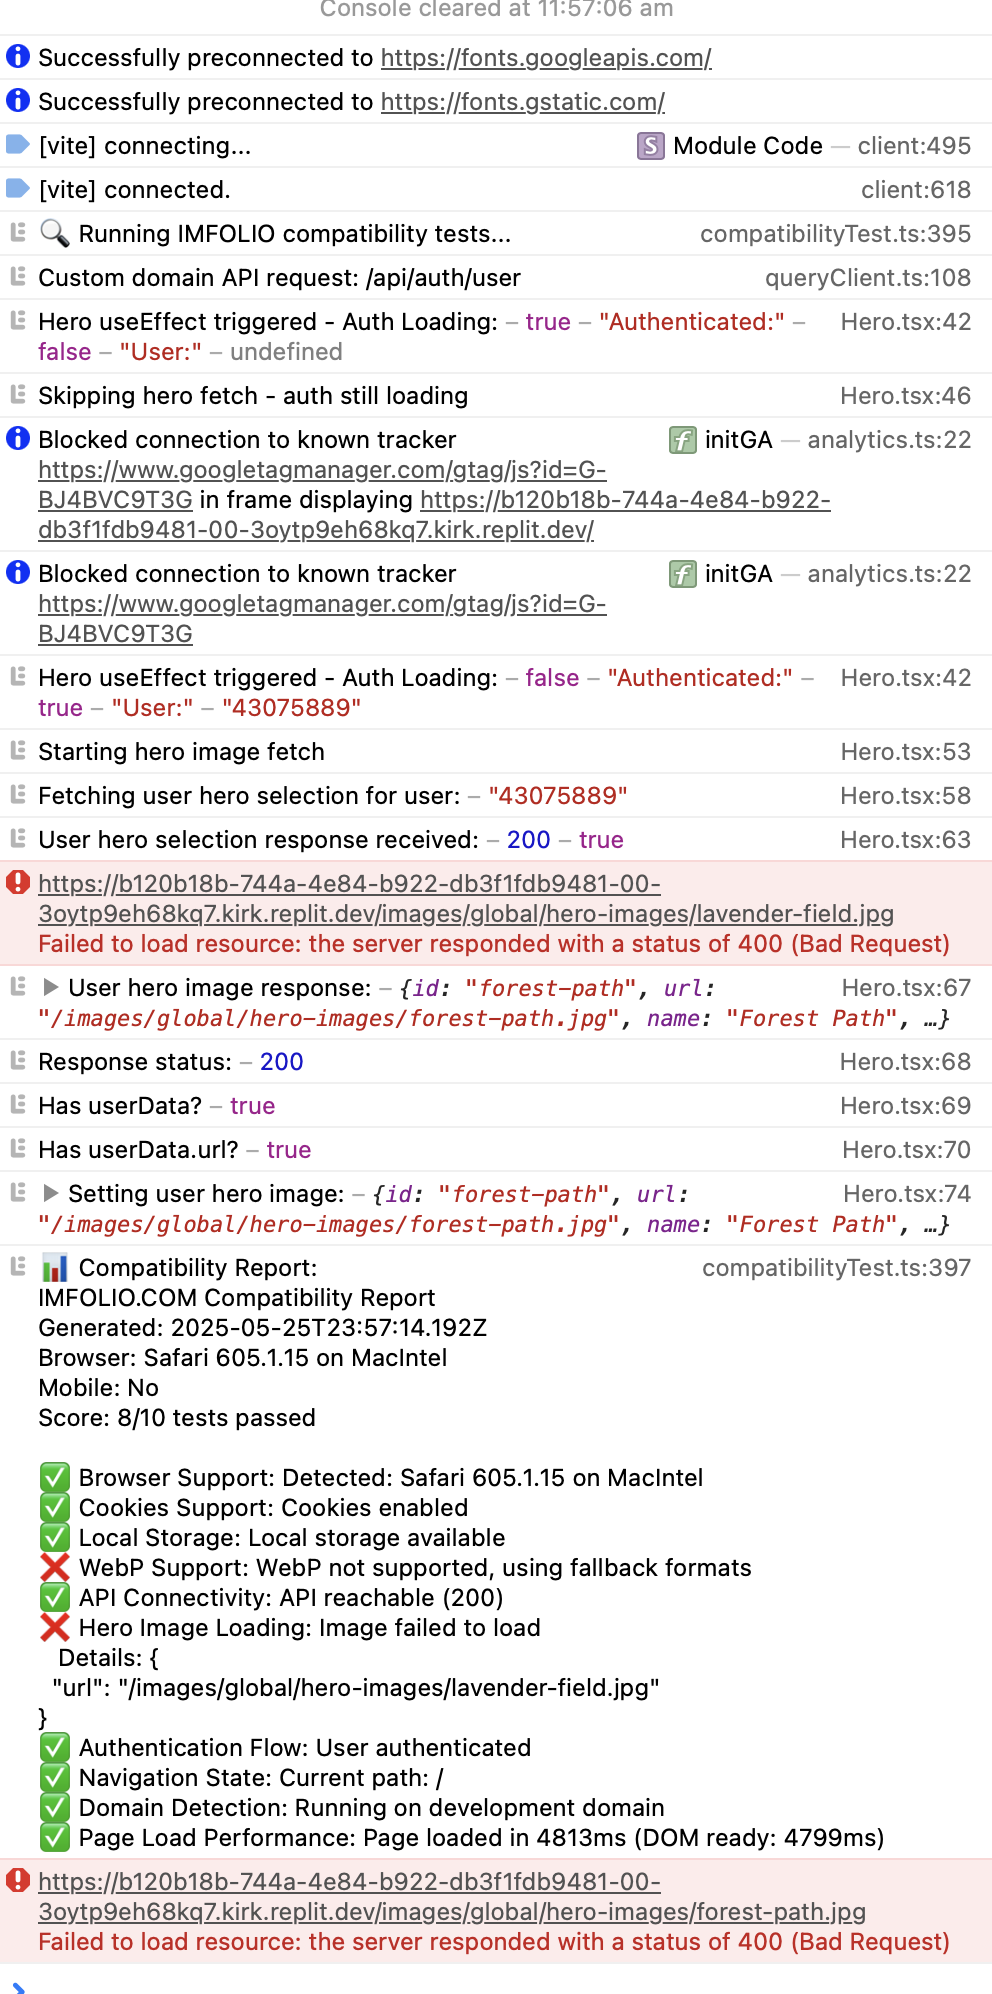 Console cleared at 11:57:06 am
Successfully preconnected to https://fonts.googleapis.com/
Successfully preconnected to https://fonts.gstatic.com/
[vite] connecting... S Module Code — client:495
[vite] connected. client:618
🔍 Running IMFOLIO compatibility tests... compatibilityTest.ts:395
Custom domain API request: /api/auth/user queryClient.ts:108
Hero useEffect triggered - Auth Loading: – true – "Authenticated:" – Hero.tsx:42
false – "User:" – undefined
Skipping hero fetch - auth still loading Hero.tsx:46
Blocked connection to known tracker f initGA — analytics.ts:22
https://www.googletagmanager.com/gtag/js?id=G-
BJ4BVC9T3G in frame displaying https://b120b18b-744a-4e84-b922-
db3f1fdb9481-00-3oytp9eh68kq7.kirk.replit.dev/
Blocked connection to known tracker f initGA — analytics.ts:22
https://www.googletagmanager.com/gtag/js?id=G-
BJ4BVC9T3G
Hero useEffect triggered - Auth Loading: – false – "Authenticated:" – Hero.tsx:42
true – "User:" – "43075889"
Starting hero image fetch Hero.tsx:53
Fetching user hero selection for user: – "43075889" Hero.tsx:58
User hero selection response received: – 200 – true Hero.tsx:63
https://b120b18b-744a-4e84-b922-db3f1fdb9481-00-
3oytp9eh68kq7.kirk.replit.dev/images/global/hero-images/lavender-field.jpg
Failed to load resource: the server responded with a status of 400 (Bad Request)
▶ User hero image response: – {id: "forest-path", url: Hero.tsx:67
"/images/global/hero-images/forest-path.jpg", name: "Forest Path", …}
Response status: – 200 Hero.tsx:68
Has userData? – true Hero.tsx:69
Has userData.url? – true Hero.tsx:70
▶ Setting user hero image: – {id: "forest-path", url: Hero.tsx:74
"/images/global/hero-images/forest-path.jpg", name: "Forest Path", …}
📊 Compatibility Report: compatibilityTest.ts:397
IMFOLIO.COM Compatibility Report
Generated: 2025-05-25T23:57:14.192Z
Browser: Safari 605.1.15 on MacIntel
Mobile: No
Score: 8/10 tests passed
✅ Browser Support: Detected: Safari 605.1.15 on MacIntel
✅ Cookies Support: Cookies enabled
✅ Local Storage: Local storage available
❌ WebP Support: WebP not supported, using fallback formats
✅ API Connectivity: API reachable (200)
❌ Hero Image Loading: Image failed to load
Details: {
"url": "/images/global/hero-images/lavender-field.jpg"
}
✅ Authentication Flow: User authenticated
✅ Navigation State: Current path: /
✅ Domain Detection: Running on development domain
✅ Page Load Performance: Page loaded in 4813ms (DOM ready: 4799ms)
https://b120b18b-744a-4e84-b922-db3f1fdb9481-00-
3oytp9eh68kq7.kirk.replit.dev/images/global/hero-images/forest-path.jpg
Failed to load resource: the server responded with a status of 400 (Bad Request)